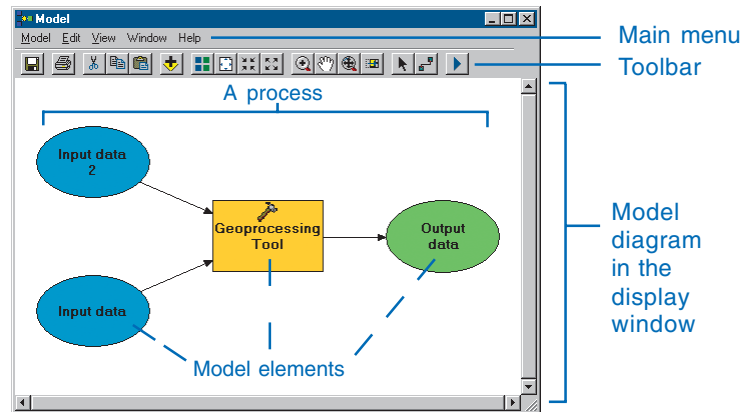 Model
Model Edit View Window Help
Main menu
Toolbar
A process
Input data
2
Geoprocessing
Tool
Output
data
Input data
Model elements
Model
diagram
in the
display
window